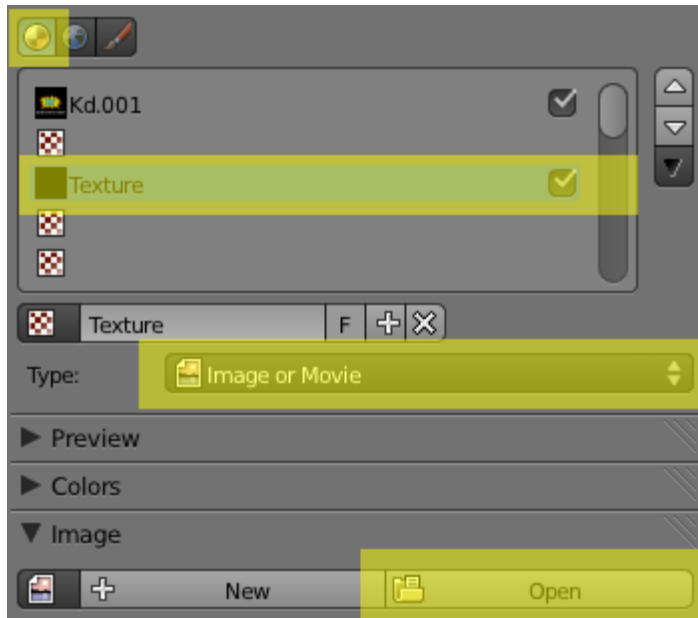 Kd.001
Texture
Texture F
Type: Image or Movie
Preview
Colors
Image
New Open